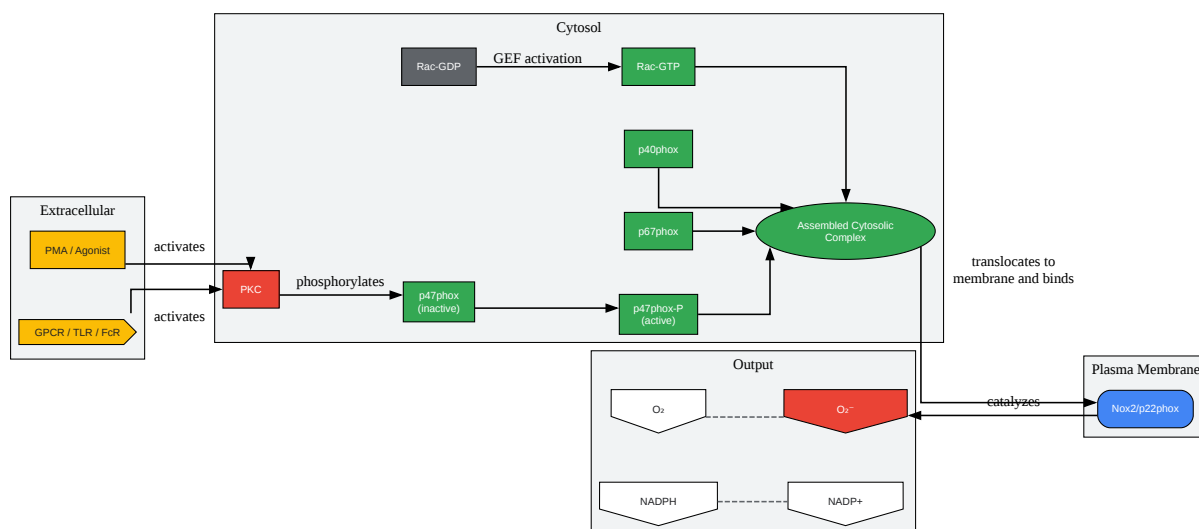 Cytosol
Rac-GDP
GEF activation
Rac-GTP
p40phox
Extracellular
PMA / Agonist
activates
p67phox
Assembled Cytosolic
Complex
translocates to
membrane and binds
PKC
phosphorylates
p47phox
(inactive)
p47phox-P
(active)
activates
GPCR / TLR / FcR
Output
Plasma Membrane
O₂
O₂⁻
catalyzes
Nox2/p22phox
NADPH
NADP+